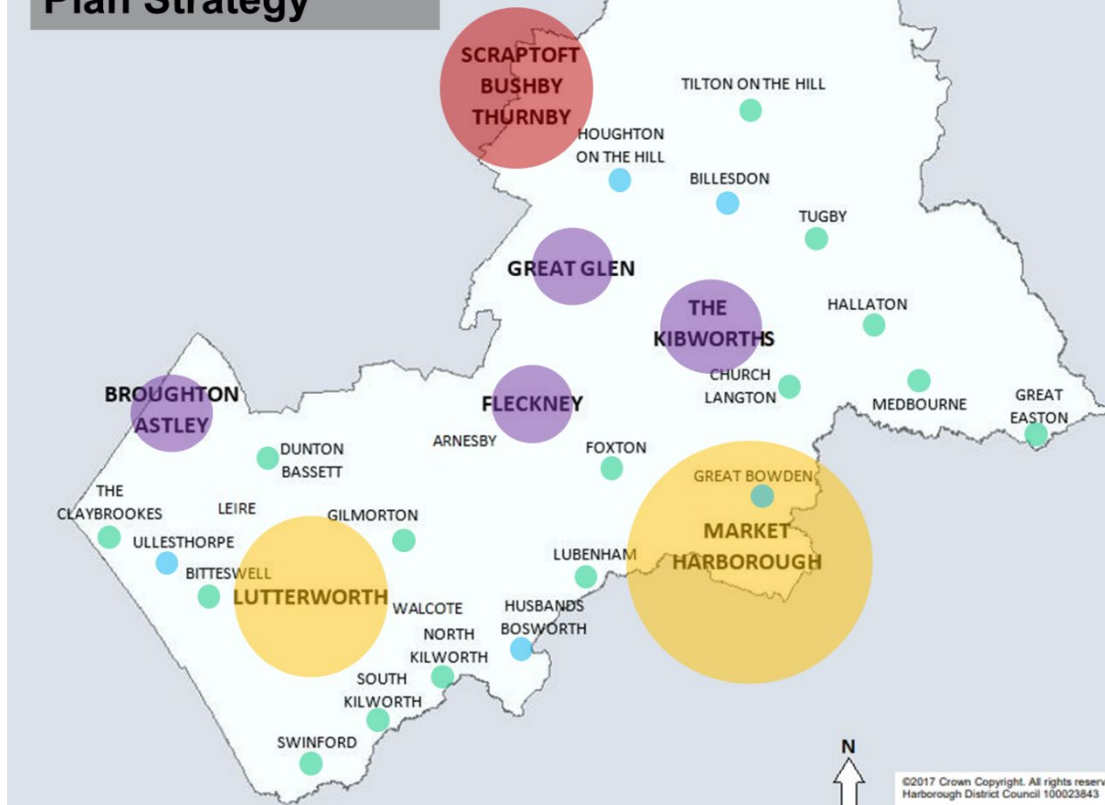 Plan Strategy
SCRAPTOFT
BUSHBY
THURNBY
TILTON ON THE HILL
HOUGHTON
ON THE HILL
BILLESDON
TUGBY
GREAT GLEN
THE
KIBWORTHS
HALLATON
CHURCH
LANGTON
MEDBOURNE
GREAT
EASTON
BROUGHTON
ASTLEY
FLECKNEY
ARNESBY
DUNTON
BASSETT
FOXTON
GREAT BOWDEN
MARKET
HARBOROUGH
THE
CLAYBROOKES
LEIRE
GILMORTON
ULLESTHORPE
BITTESWELL
LUTTERWORTH
LUBENHAM
WALCOTE
HUSBANDS
BOSWORTH
NORTH
KILWORTH
SOUTH
KILWORTH
SWINFORD
N
©2017 Crown Copyright. All rights reserv
Harborough District Council 100023843